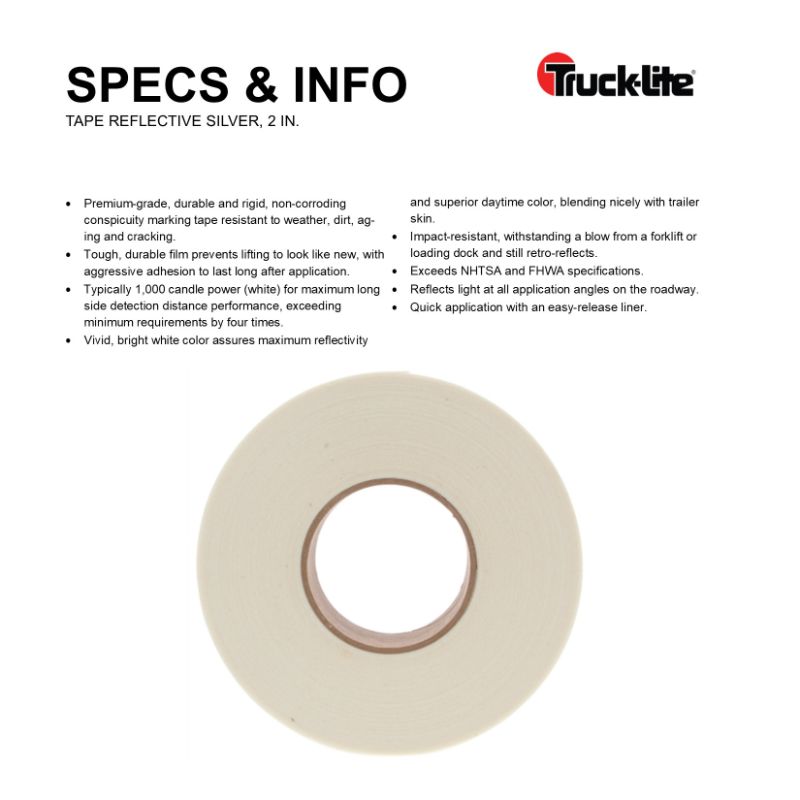 SPECS & INFO
TAPE REFLECTIVE SILVER, 2 IN.
Truck-Lite®
• Premium-grade, durable and rigid, non-corroding
conspicuity marking tape resistant to weather, dirt, ag-
ing and cracking.
• Tough, durable film prevents lifting to look like new, with
aggressive adhesion to last long after application.
• Typically 1,000 candle power (white) for maximum long
side detection distance performance, exceeding
minimum requirements by four times.
• Vivid, bright white color assures maximum reflectivity
and superior daytime color, blending nicely with trailer
skin.
• Impact-resistant, withstanding a blow from a forklift or
loading dock and still retro-reflects.
• Exceeds NHTSA and FHWA specifications.
• Reflects light at all application angles on the roadway.
• Quick application with an easy-release liner.